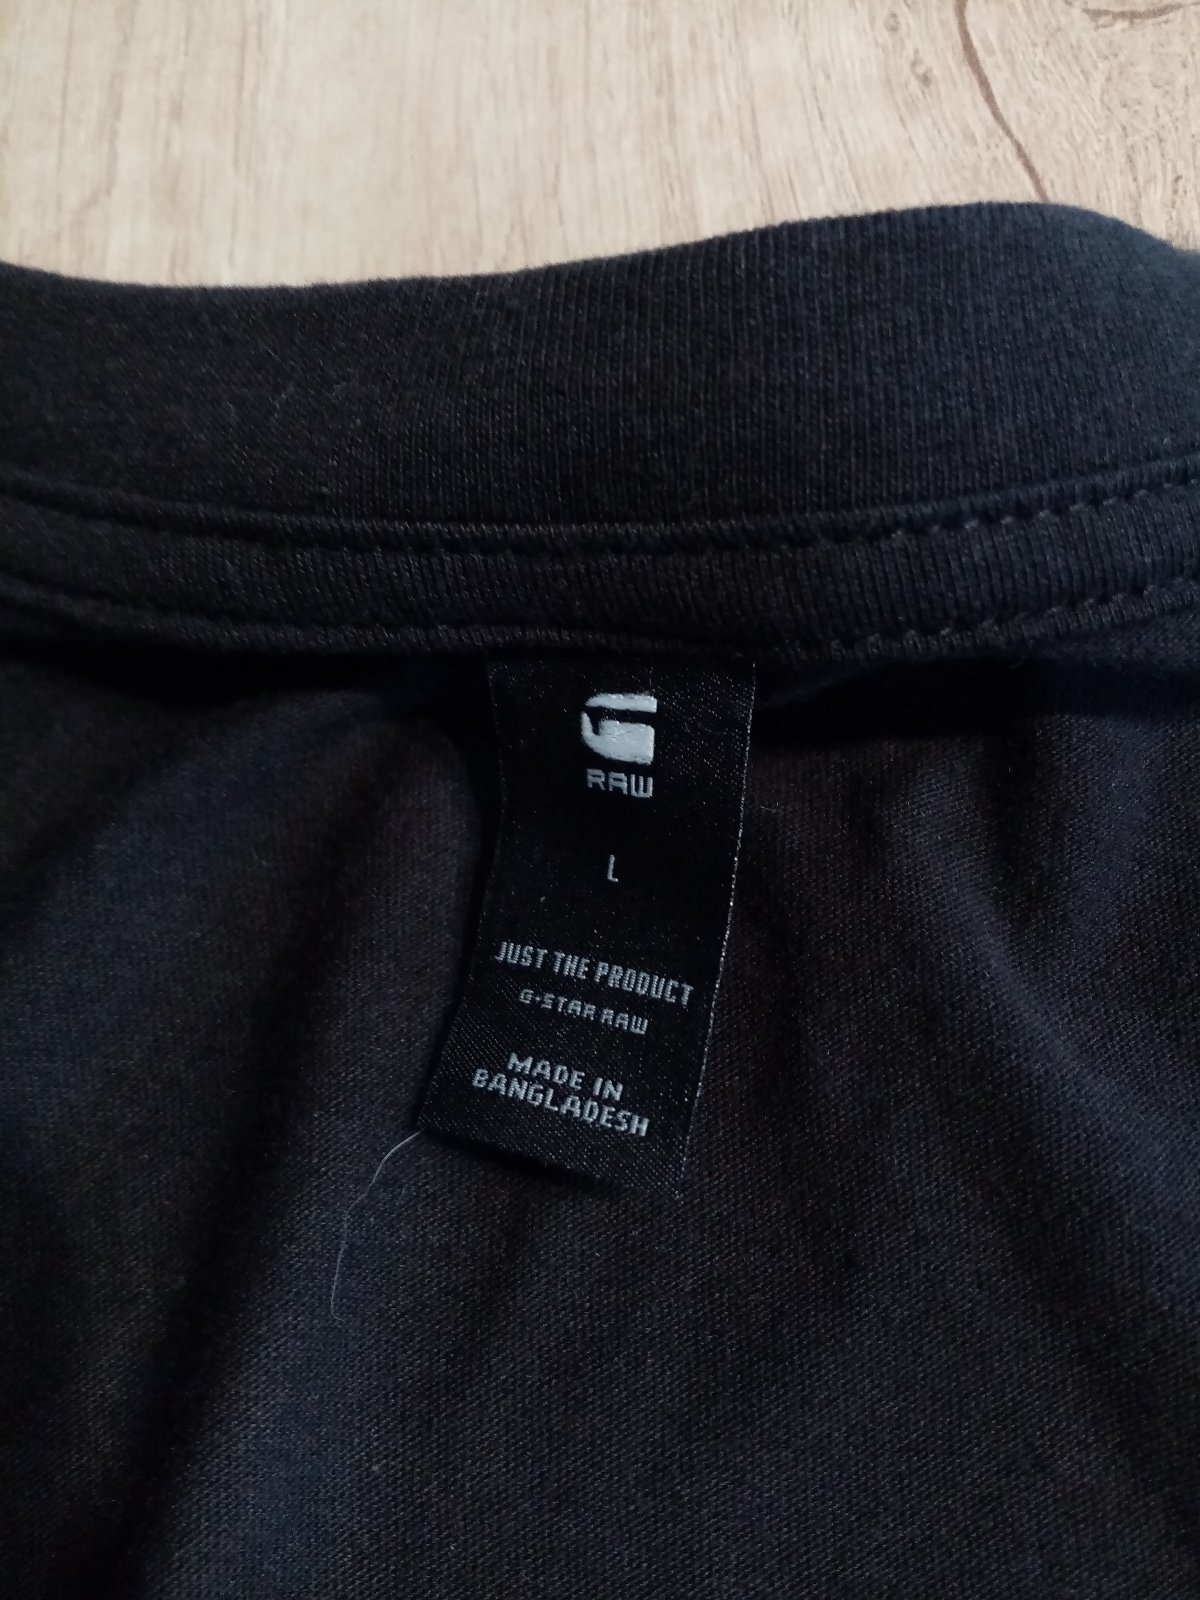 G
RAW
L
JUST THE PRODUCT
G-STAR RAW
MADE IN
BANGLADESH